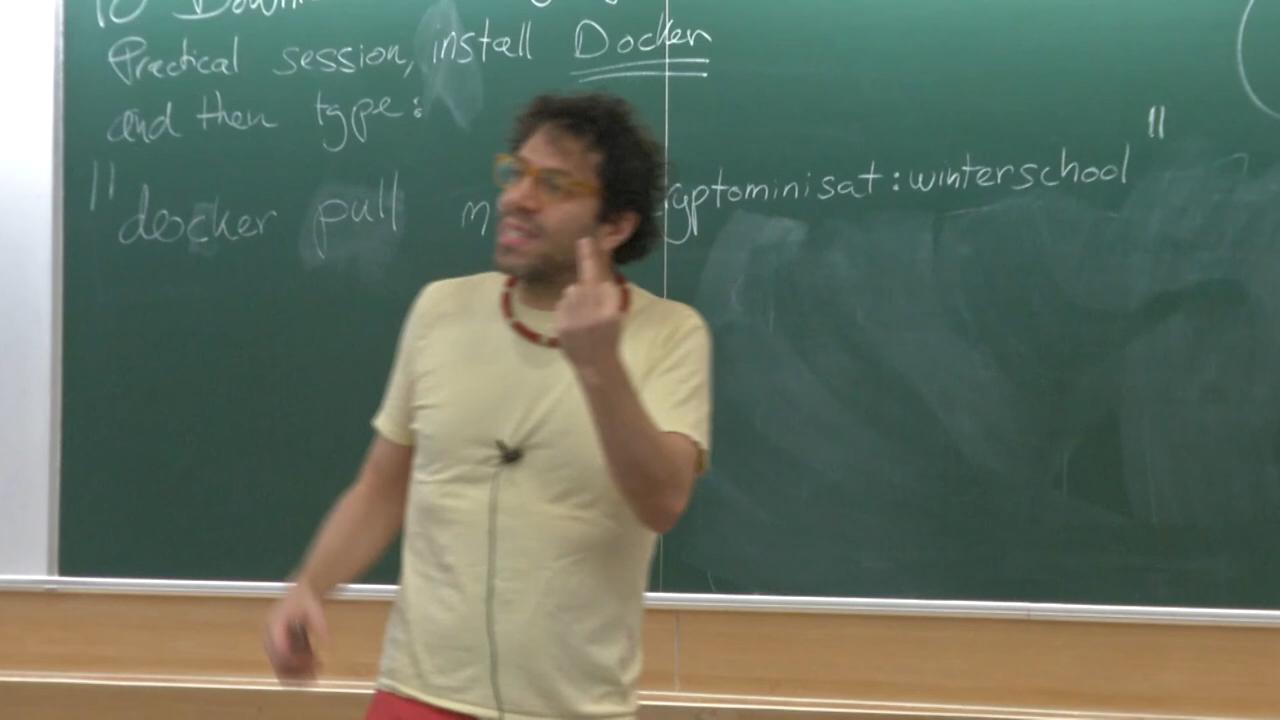 Practical session, install Docker
and then type:
"docker pull m ryptominisat:winterschool"